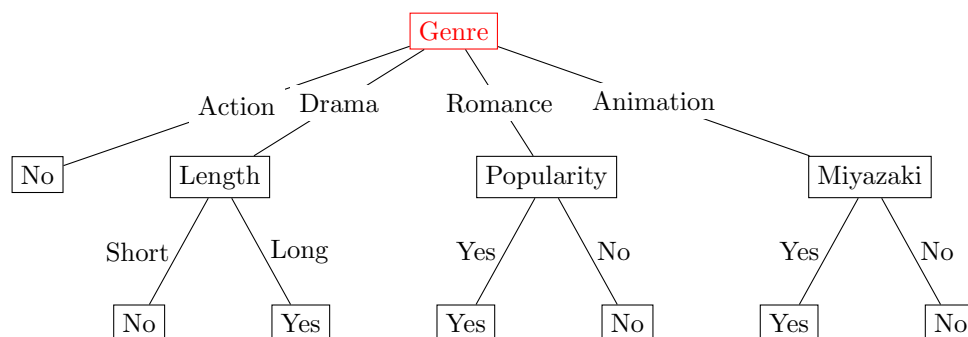 Genre
Action Drama Romance Animation
No Length Popularity Miyazaki
Short Long Yes No Yes No
No Yes Yes No Yes No